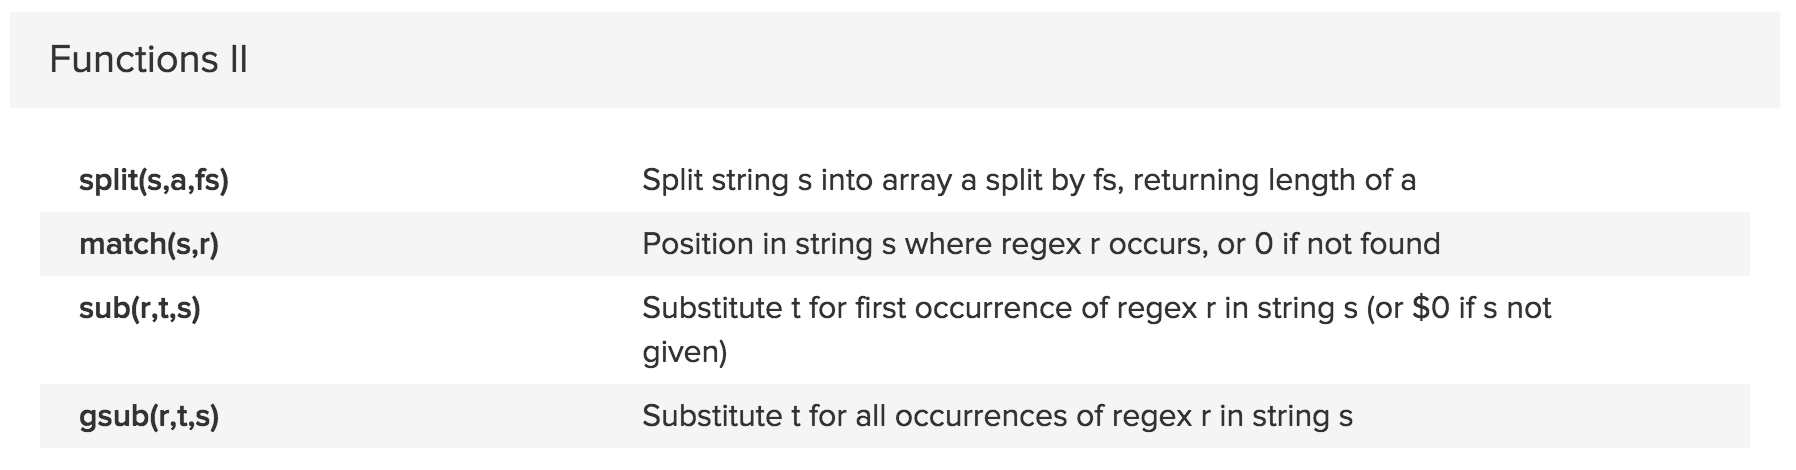 Functions II
split(s,a,fs) Split string s into array a split by fs, returning length of a
match(s,r) Position in string s where regex r occurs, or 0 if not found
sub(r,t,s) Substitute t for first occurrence of regex r in string s (or $0 if s not
given)
gsub(r,t,s) Substitute t for all occurrences of regex r in string s